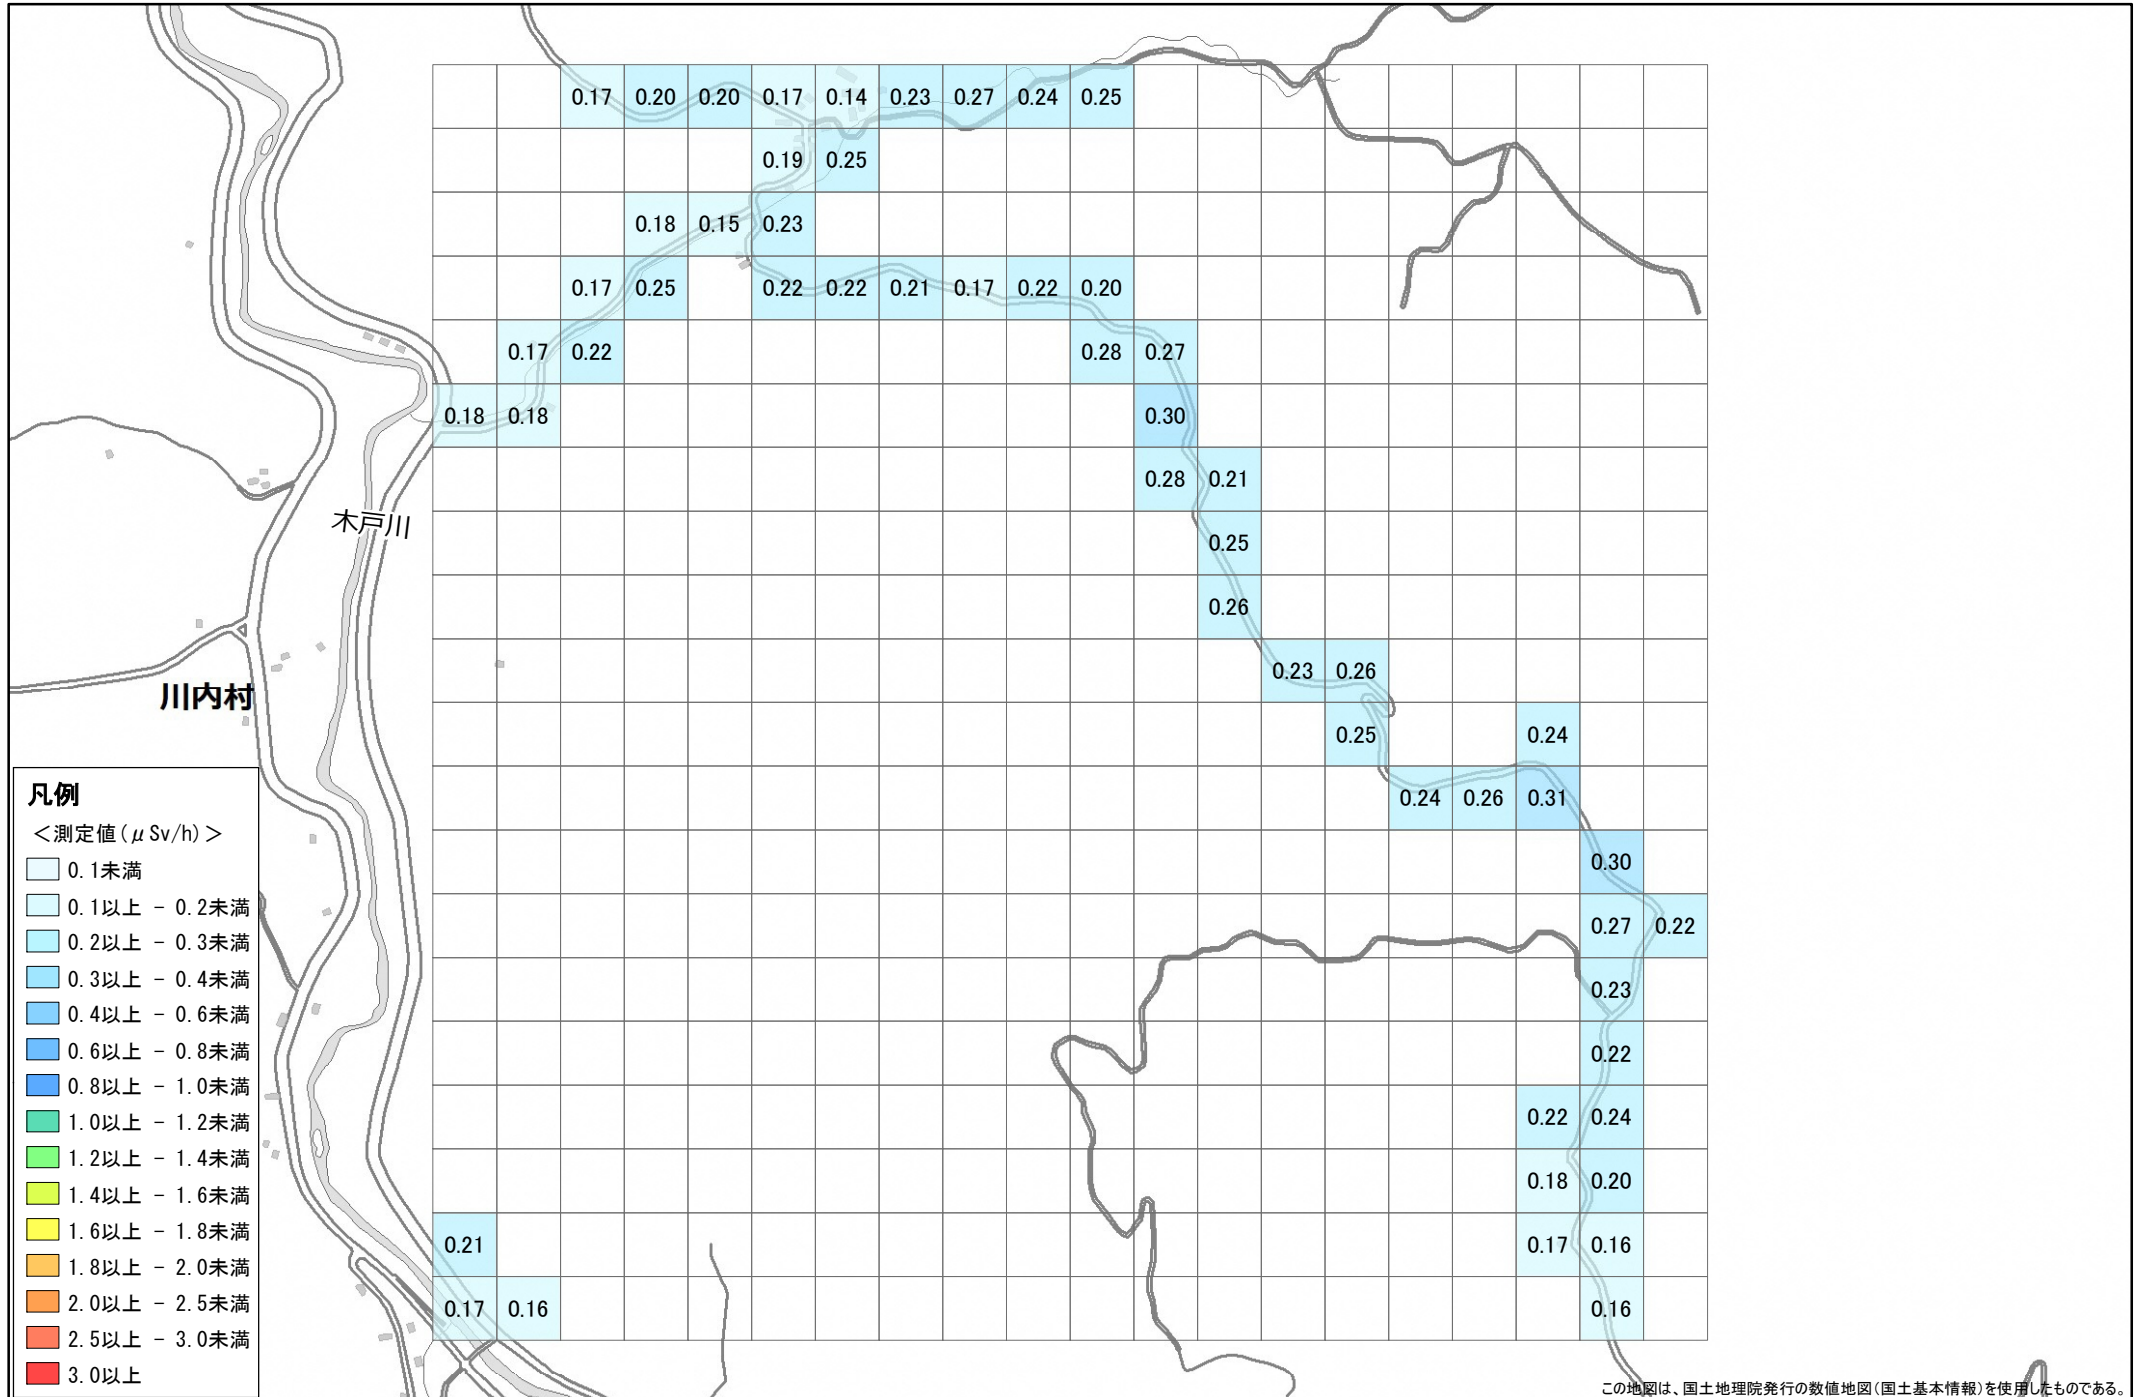 0.17 0.20 0.20 0.17 0.14 0.23 0.27 0.24 0.25
0.19 0.25
0.18 0.15 0.23
0.17 0.25 0.22 0.22 0.21 0.17 0.22 0.20
0.17 0.22 0.28 0.27
0.18 0.18 0.30
0.28 0.21
木戸川
0.25
0.26
0.23 0.26
川内村
0.25 0.24
0.24 0.26 0.31
0.30
0.27 0.22
0.23
0.22
0.22 0.24
0.18 0.20
0.21 0.17 0.16
0.17 0.16 0.16
凡例
＜測定値(μSv/h)＞
0.1未満
0.1以上 － 0.2未満
0.2以上 － 0.3未満
0.3以上 － 0.4未満
0.4以上 － 0.6未満
0.6以上 － 0.8未満
0.8以上 － 1.0未満
1.0以上 － 1.2未満
1.2以上 － 1.4未満
1.4以上 － 1.6未満
1.6以上 － 1.8未満
1.8以上 － 2.0未満
2.0以上 － 2.5未満
2.5以上 － 3.0未満
3.0以上
この地図は、国土地理院発行の数値地図(国土基本情報)を使用したものである。